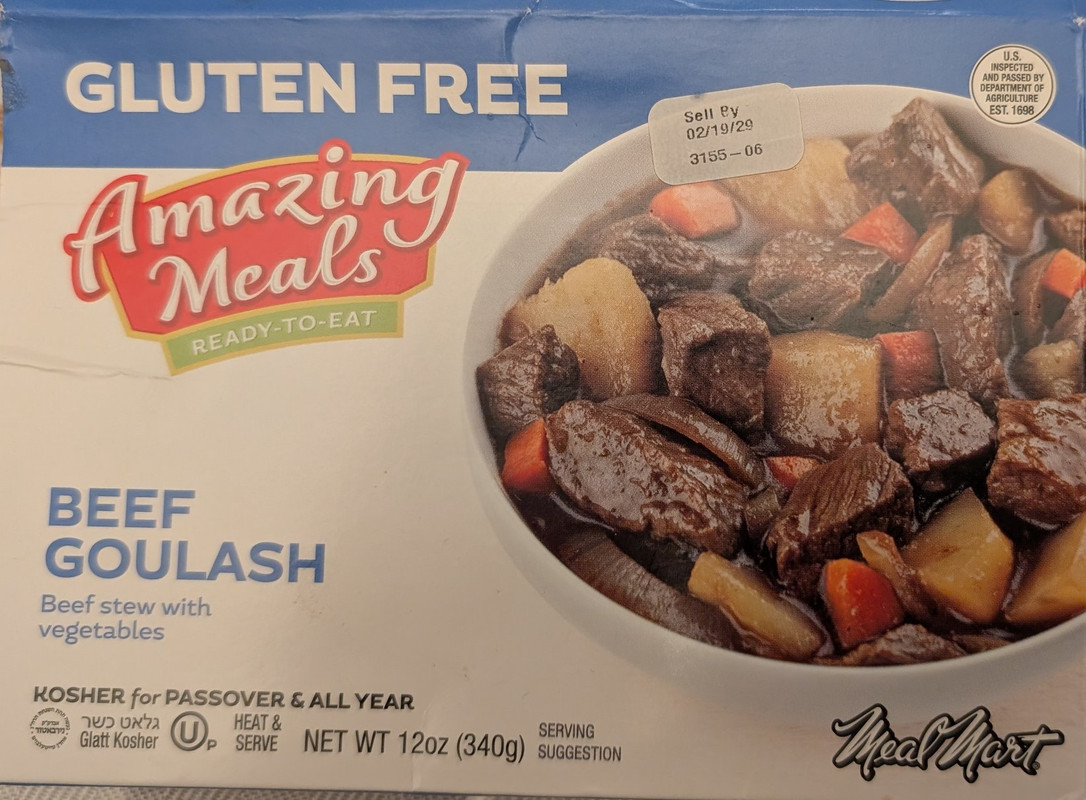 GLUTEN FREE
U.S.
INSPECTED
AND PASSED BY
DEPARTMENT OF
AGRICULTURE
EST. 1698
Sell By
02/19/29
3155-06
Amazing
Meals
READY-TO-EAT
BEEF
GOULASH
Beef stew with
vegetables
KOSHER for PASSOVER & ALL YEAR
גלאט כשר
Glatt Kosher
U
P
HEAT &
SERVE
NET WT 12oz (340g)
SERVING
SUGGESTION
Meal Mart